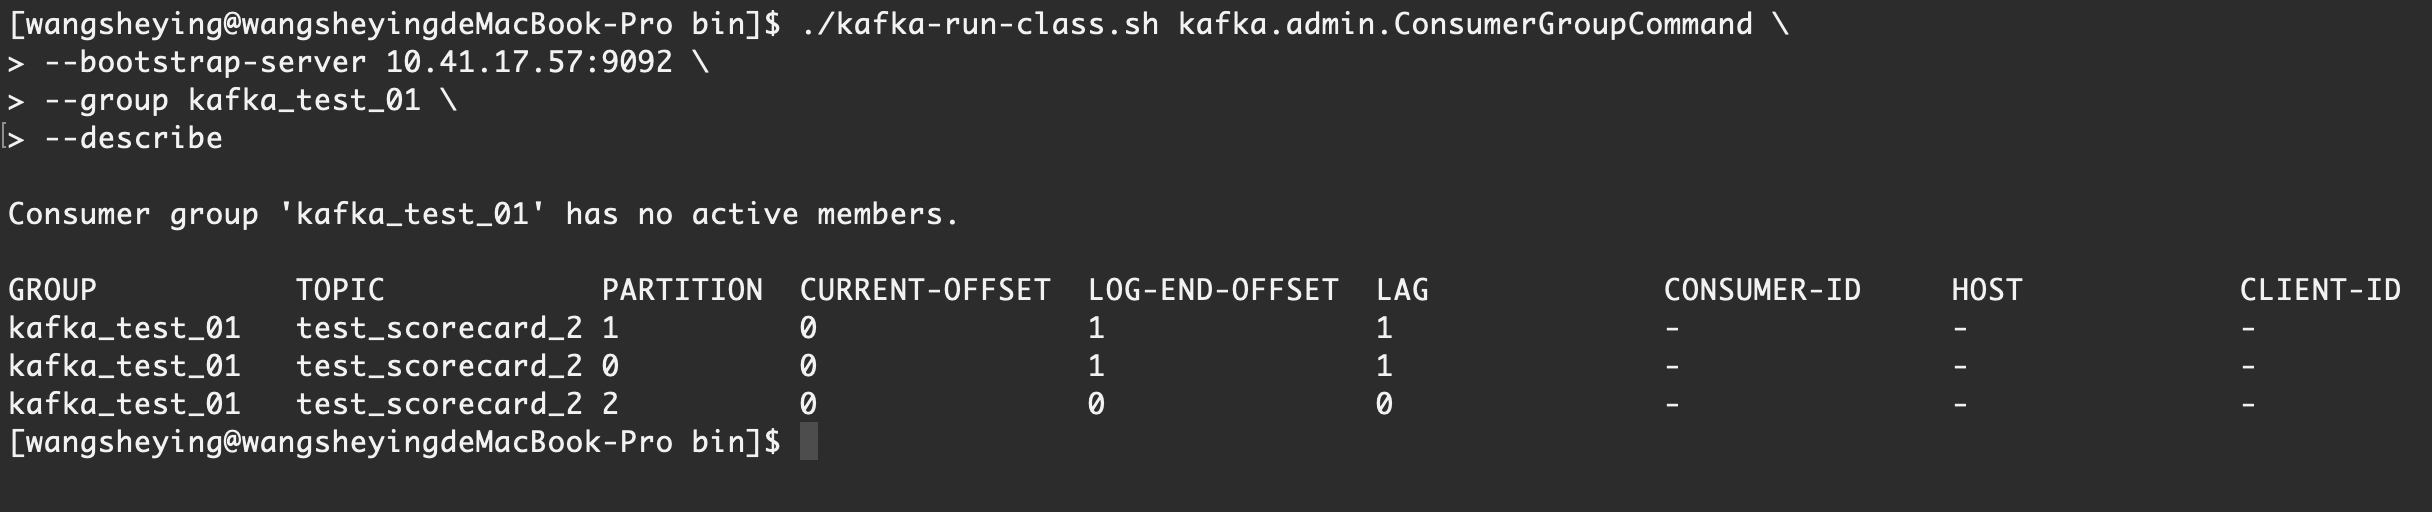 [wangsheying@wangsheyingdeMacBook-Pro bin]$ ./kafka-run-class.sh kafka.admin.ConsumerGroupCommand \
> --bootstrap-server 10.41.17.57:9092 \
> --group kafka_test_01 \
[> --describe
Consumer group 'kafka_test_01' has no active members.
GROUP TOPIC PARTITION CURRENT-OFFSET LOG-END-OFFSET LAG CONSUMER-ID HOST CLIENT-ID
kafka_test_01 test_scorecard_2 1 0 1 1 - - -
kafka_test_01 test_scorecard_2 0 0 1 1 - - -
kafka_test_01 test_scorecard_2 2 0 0 0 - - -
[wangsheying@wangsheyingdeMacBook-Pro bin]$